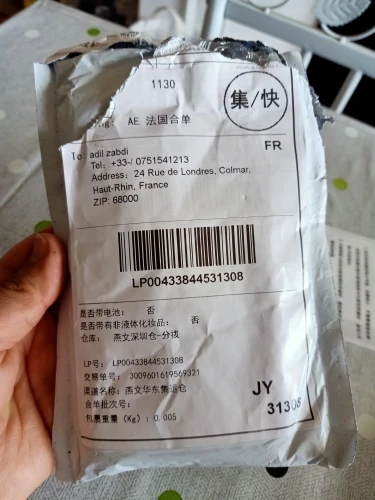 1130
集/快
AE 法国合单
To: adil zabdi
FR
Tel: +33-/ 0751541213
Address: 24 Rue de Londres, Colmar,
Haut-Rhin, France
ZIP: 68000
LP00433844531308
是否带电池: 否
是否带有非液体化妆品: 否
仓库: 燕文深圳仓-分拨
LP号: LP00433844531308
交易单号: 3009601619569321
渠道名称: 燕文华东集运仓
合单批次号:
包裹重量 (Kg): 0.005
JY
31308